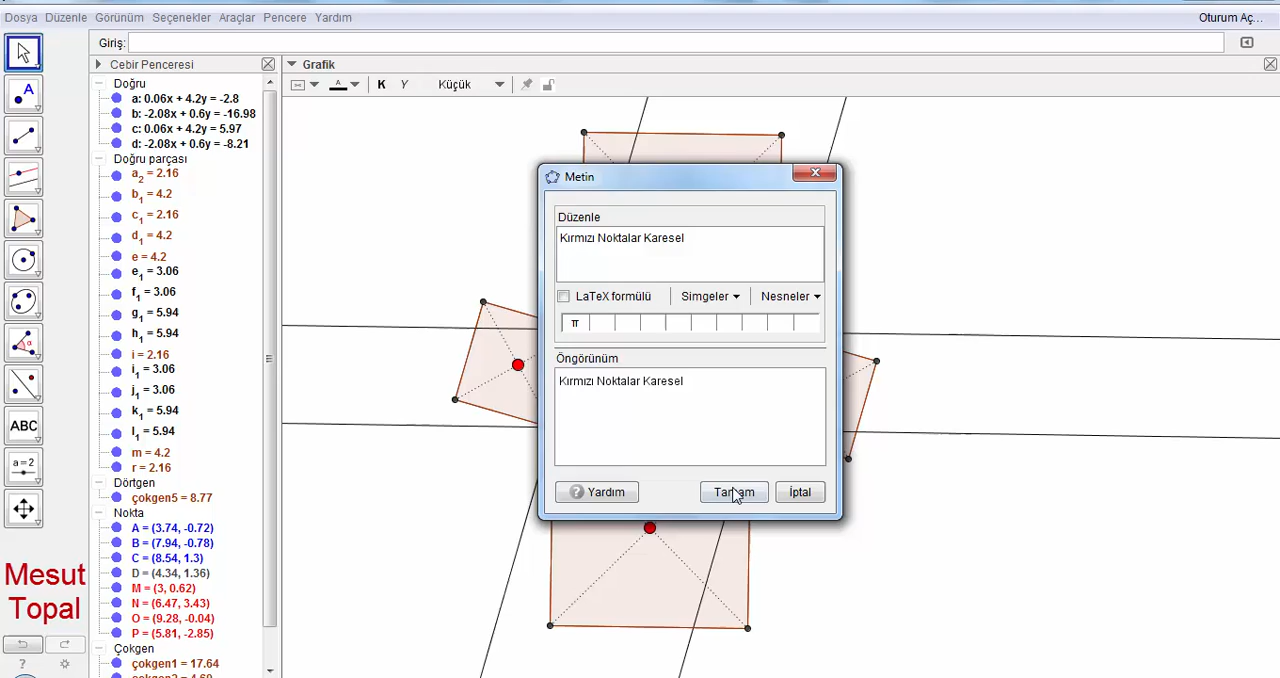 Dosya Düzenle Görünüm Seçenekler Araçlar Pencere Yardım Oturum Aç...
Giriş:
Cebir Penceresi
Grafik
K Y Küçük
Doğru
a: 0.06x + 4.2y = -2.8
b: -2.08x + 0.6y = -16.98
c: 0.06x + 4.2y = 5.97
d: -2.08x + 0.6y = -8.21
Doğru parçası
a2 = 2.16
b1 = 4.2
c1 = 2.16
d1 = 4.2
e = 4.2
e1 = 3.06
f1 = 3.06
g1 = 5.94
h1 = 5.94
i = 2.16
i1 = 3.06
j1 = 3.06
k1 = 5.94
l1 = 5.94
m = 4.2
r = 2.16
Dörtgen
çokgen5 = 8.77
Nokta
A = (3.74, -0.72)
B = (7.94, -0.78)
C = (8.54, 1.3)
D = (4.34, 1.36)
M = (3, 0.62)
N = (6.47, 3.43)
O = (9.28, -0.04)
P = (5.81, -2.85)
Çokgen
çokgen1 = 17.64
A
α
ABC
a=2
Mesut
Topal
?
Metin
Düzenle
Kırmızı Noktalar Karesel
LaTeX formülü Simgeler Nesneler
π
Öngörünüm
Kırmızı Noktalar Karesel
? Yardım Tamam İptal